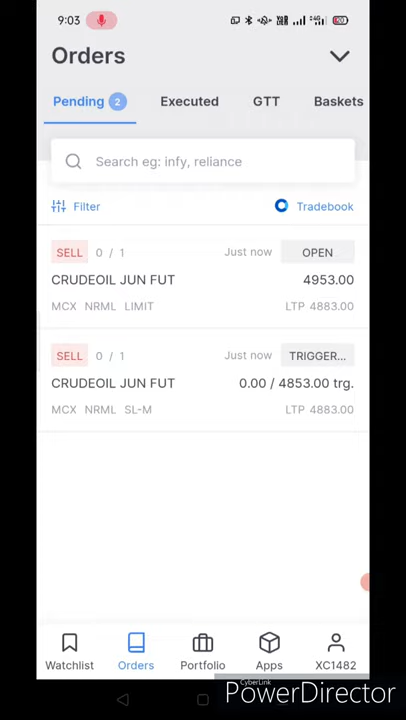 9:03
Orders
Pending 2 Executed GTT Baskets
Search eg: infy, reliance
Filter Tradebook
SELL 0 / 1 Just now OPEN
CRUDEOIL JUN FUT 4953.00
MCX NRML LIMIT LTP 4883.00
SELL 0 / 1 Just now TRIGGER...
CRUDEOIL JUN FUT 0.00 / 4853.00 trg.
MCX NRML SL-M LTP 4883.00
Watchlist Orders Portfolio Apps XC1482
CyberLink
PowerDirector